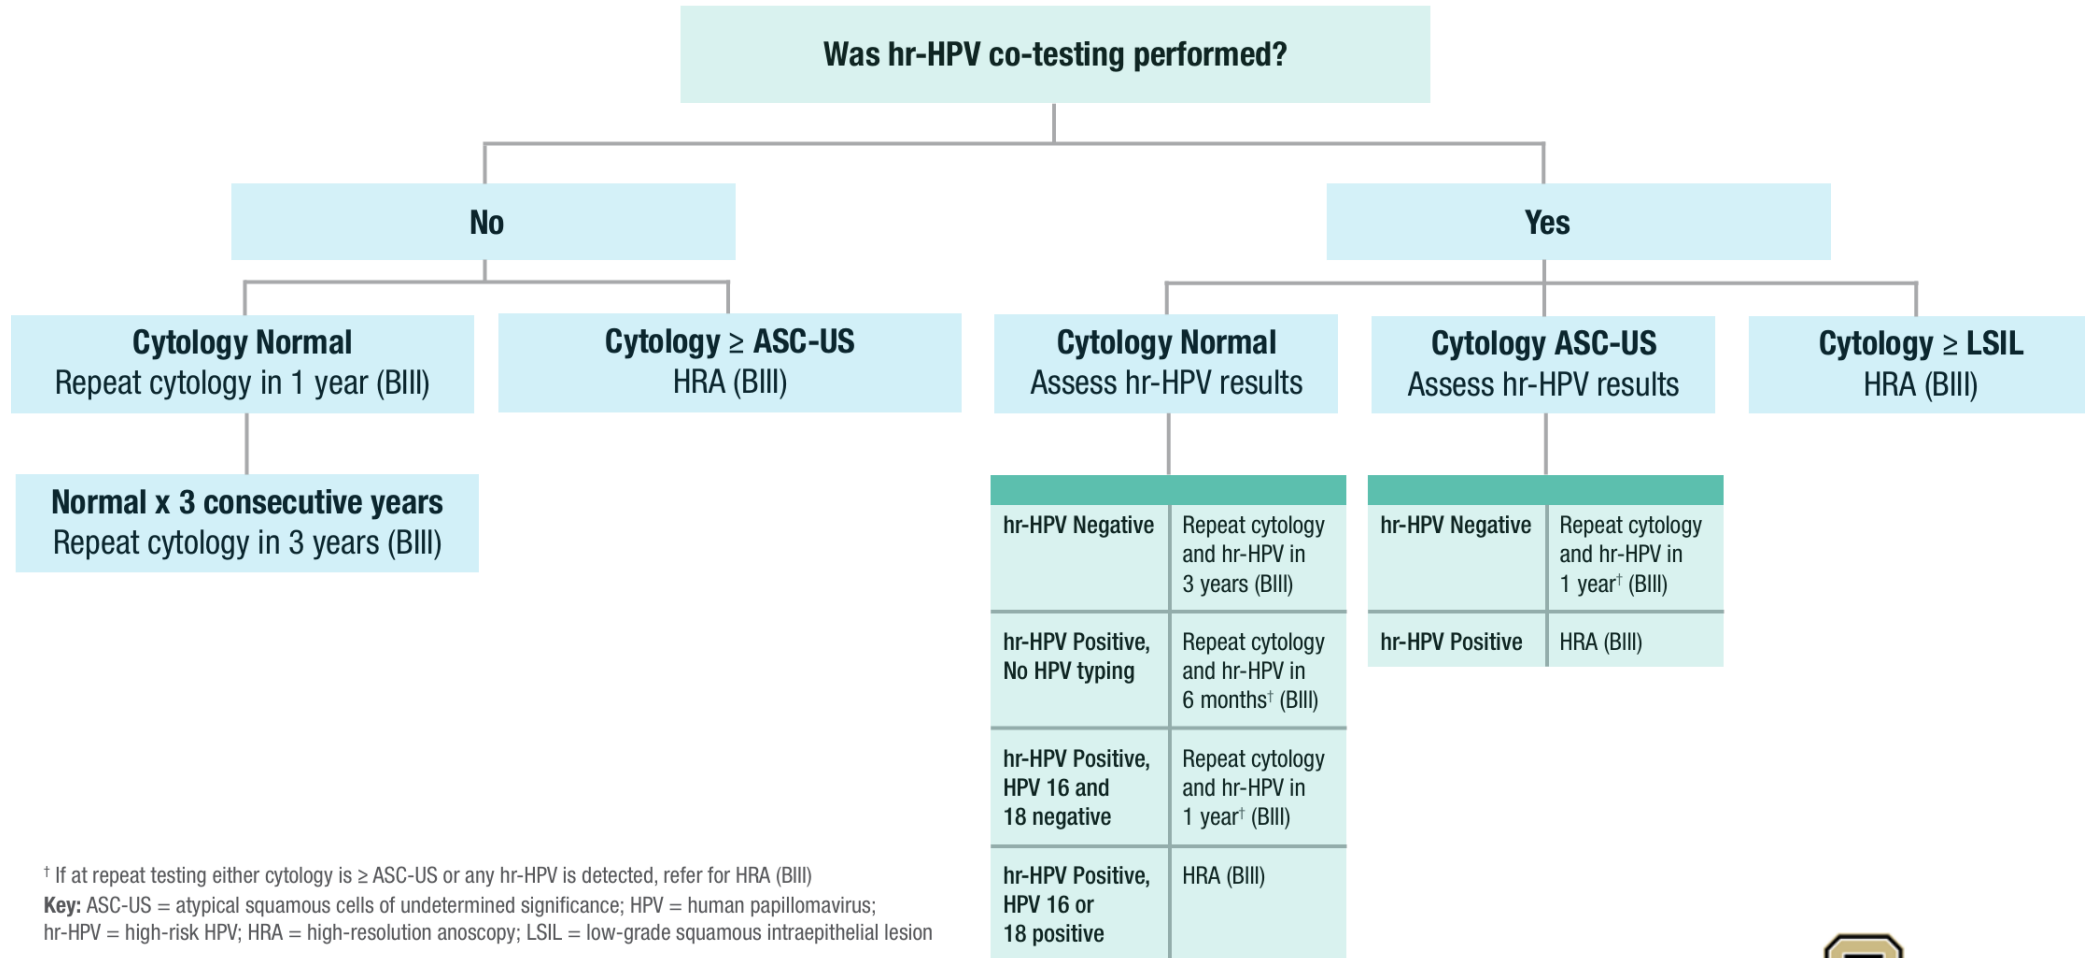 Was hr-HPV co-testing performed?
No
Yes
Cytology Normal
Repeat cytology in 1 year (BIII)
Cytology ≥ ASC-US
HRA (BIII)
Cytology Normal
Assess hr-HPV results
Cytology ASC-US
Assess hr-HPV results
Cytology ≥ LSIL
HRA (BIII)
Normal x 3 consecutive years
Repeat cytology in 3 years (BIII)
hr-HPV Negative
Repeat cytology
and hr-HPV in
3 years (BIII)
hr-HPV Positive,
No HPV typing
Repeat cytology
and hr-HPV in
6 months† (BIII)
hr-HPV Positive,
HPV 16 and
18 negative
Repeat cytology
and hr-HPV in
1 year† (BIII)
hr-HPV Positive,
HPV 16 or
18 positive
HRA (BIII)
hr-HPV Negative
Repeat cytology
and hr-HPV in
1 year† (BIII)
hr-HPV Positive
HRA (BIII)
† If at repeat testing either cytology is ≥ ASC-US or any hr-HPV is detected, refer for HRA (BIII)
Key: ASC-US = atypical squamous cells of undetermined significance; HPV = human papillomavirus;
hr-HPV = high-risk HPV; HRA = high-resolution anoscopy; LSIL = low-grade squamous intraepithelial lesion